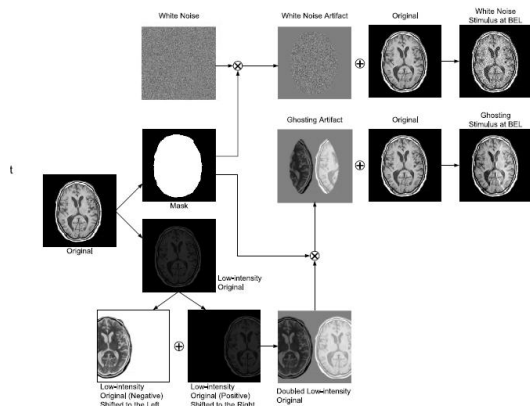 White Noise
White Noise Artifact
Original
White Noise
Stimulus at BEL
Ghosting Artifact
Original
Ghosting
Stimulus at BEL
t
Mask
Original
Low-intensity
Original
Low-intensity
Original (Negative)
Shifted to the Left
Low-intensity
Original (Positive)
Shifted to the Right
Doubled Low-intensity
Original